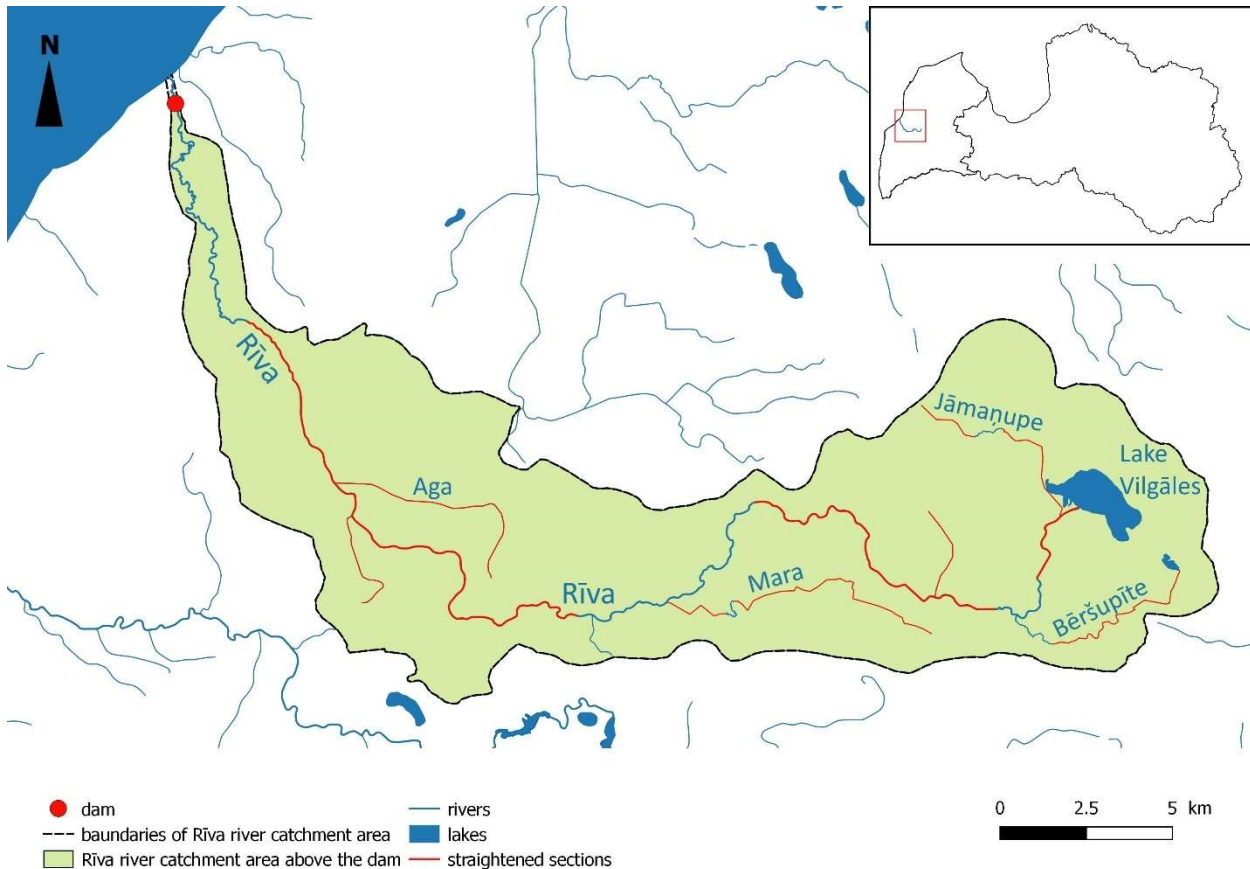 N
Rīva
Jāmaņupe
Lake
Vilgāles
Aga
Rīva
Mara
Bēršupīte
dam
baundaries of Rīva river catchment area
Rīva river catchment area above the dam
rivers
lakes
straightened sections
0 2.5 5 km